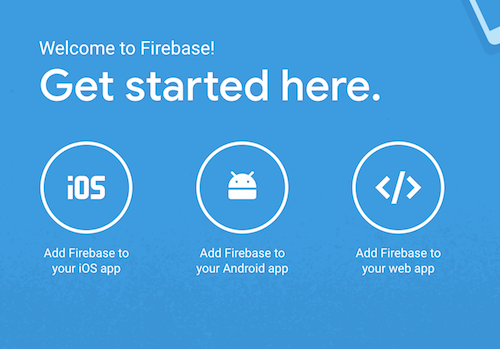 Welcome to Firebase!
Get started here.
iOS
</>
Add Firebase to
your iOS app
Add Firebase to
your Android app
Add Firebase to
your web app